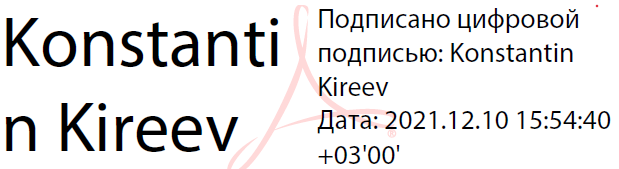 Konstanti
n Kireev
Подписано цифровой
подписью: Konstantin
Kireev
Дата: 2021.12.10 15:54:40
+03'00'